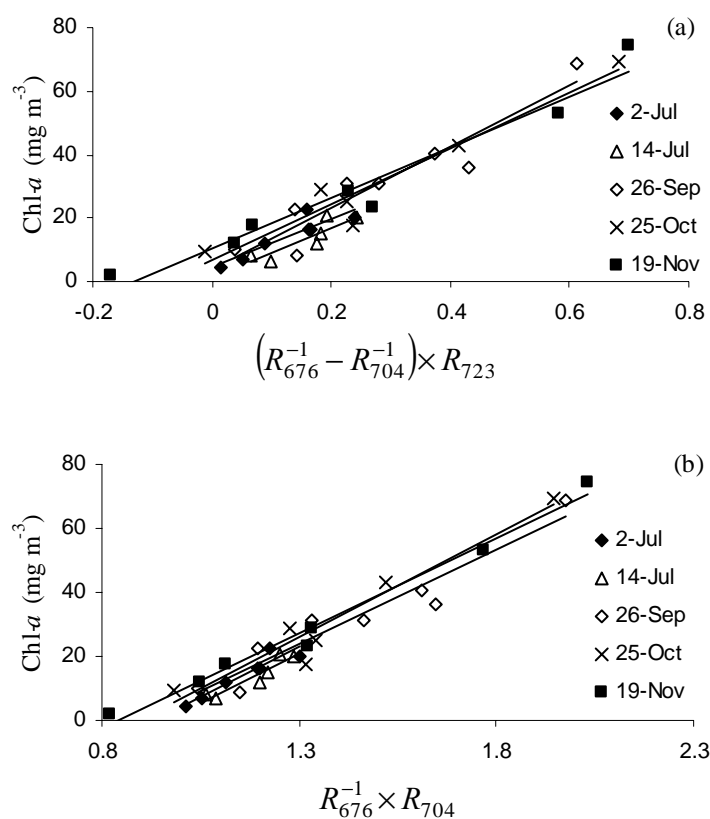 (a)
80
60
40
20
0
Chl-a (mg m⁻³)
2-Jul
14-Jul
26-Sep
25-Oct
19-Nov
-0.2 0 0.2 0.4 0.6 0.8
(R₆₇₆⁻¹ − R₇₀₄⁻¹) × R₇₂₃
(b)
80
60
40
20
0
Chl-a (mg m⁻³)
2-Jul
14-Jul
26-Sep
25-Oct
19-Nov
0.8 1.3 1.8 2.3
R₆₇₆⁻¹ × R₇₀₄